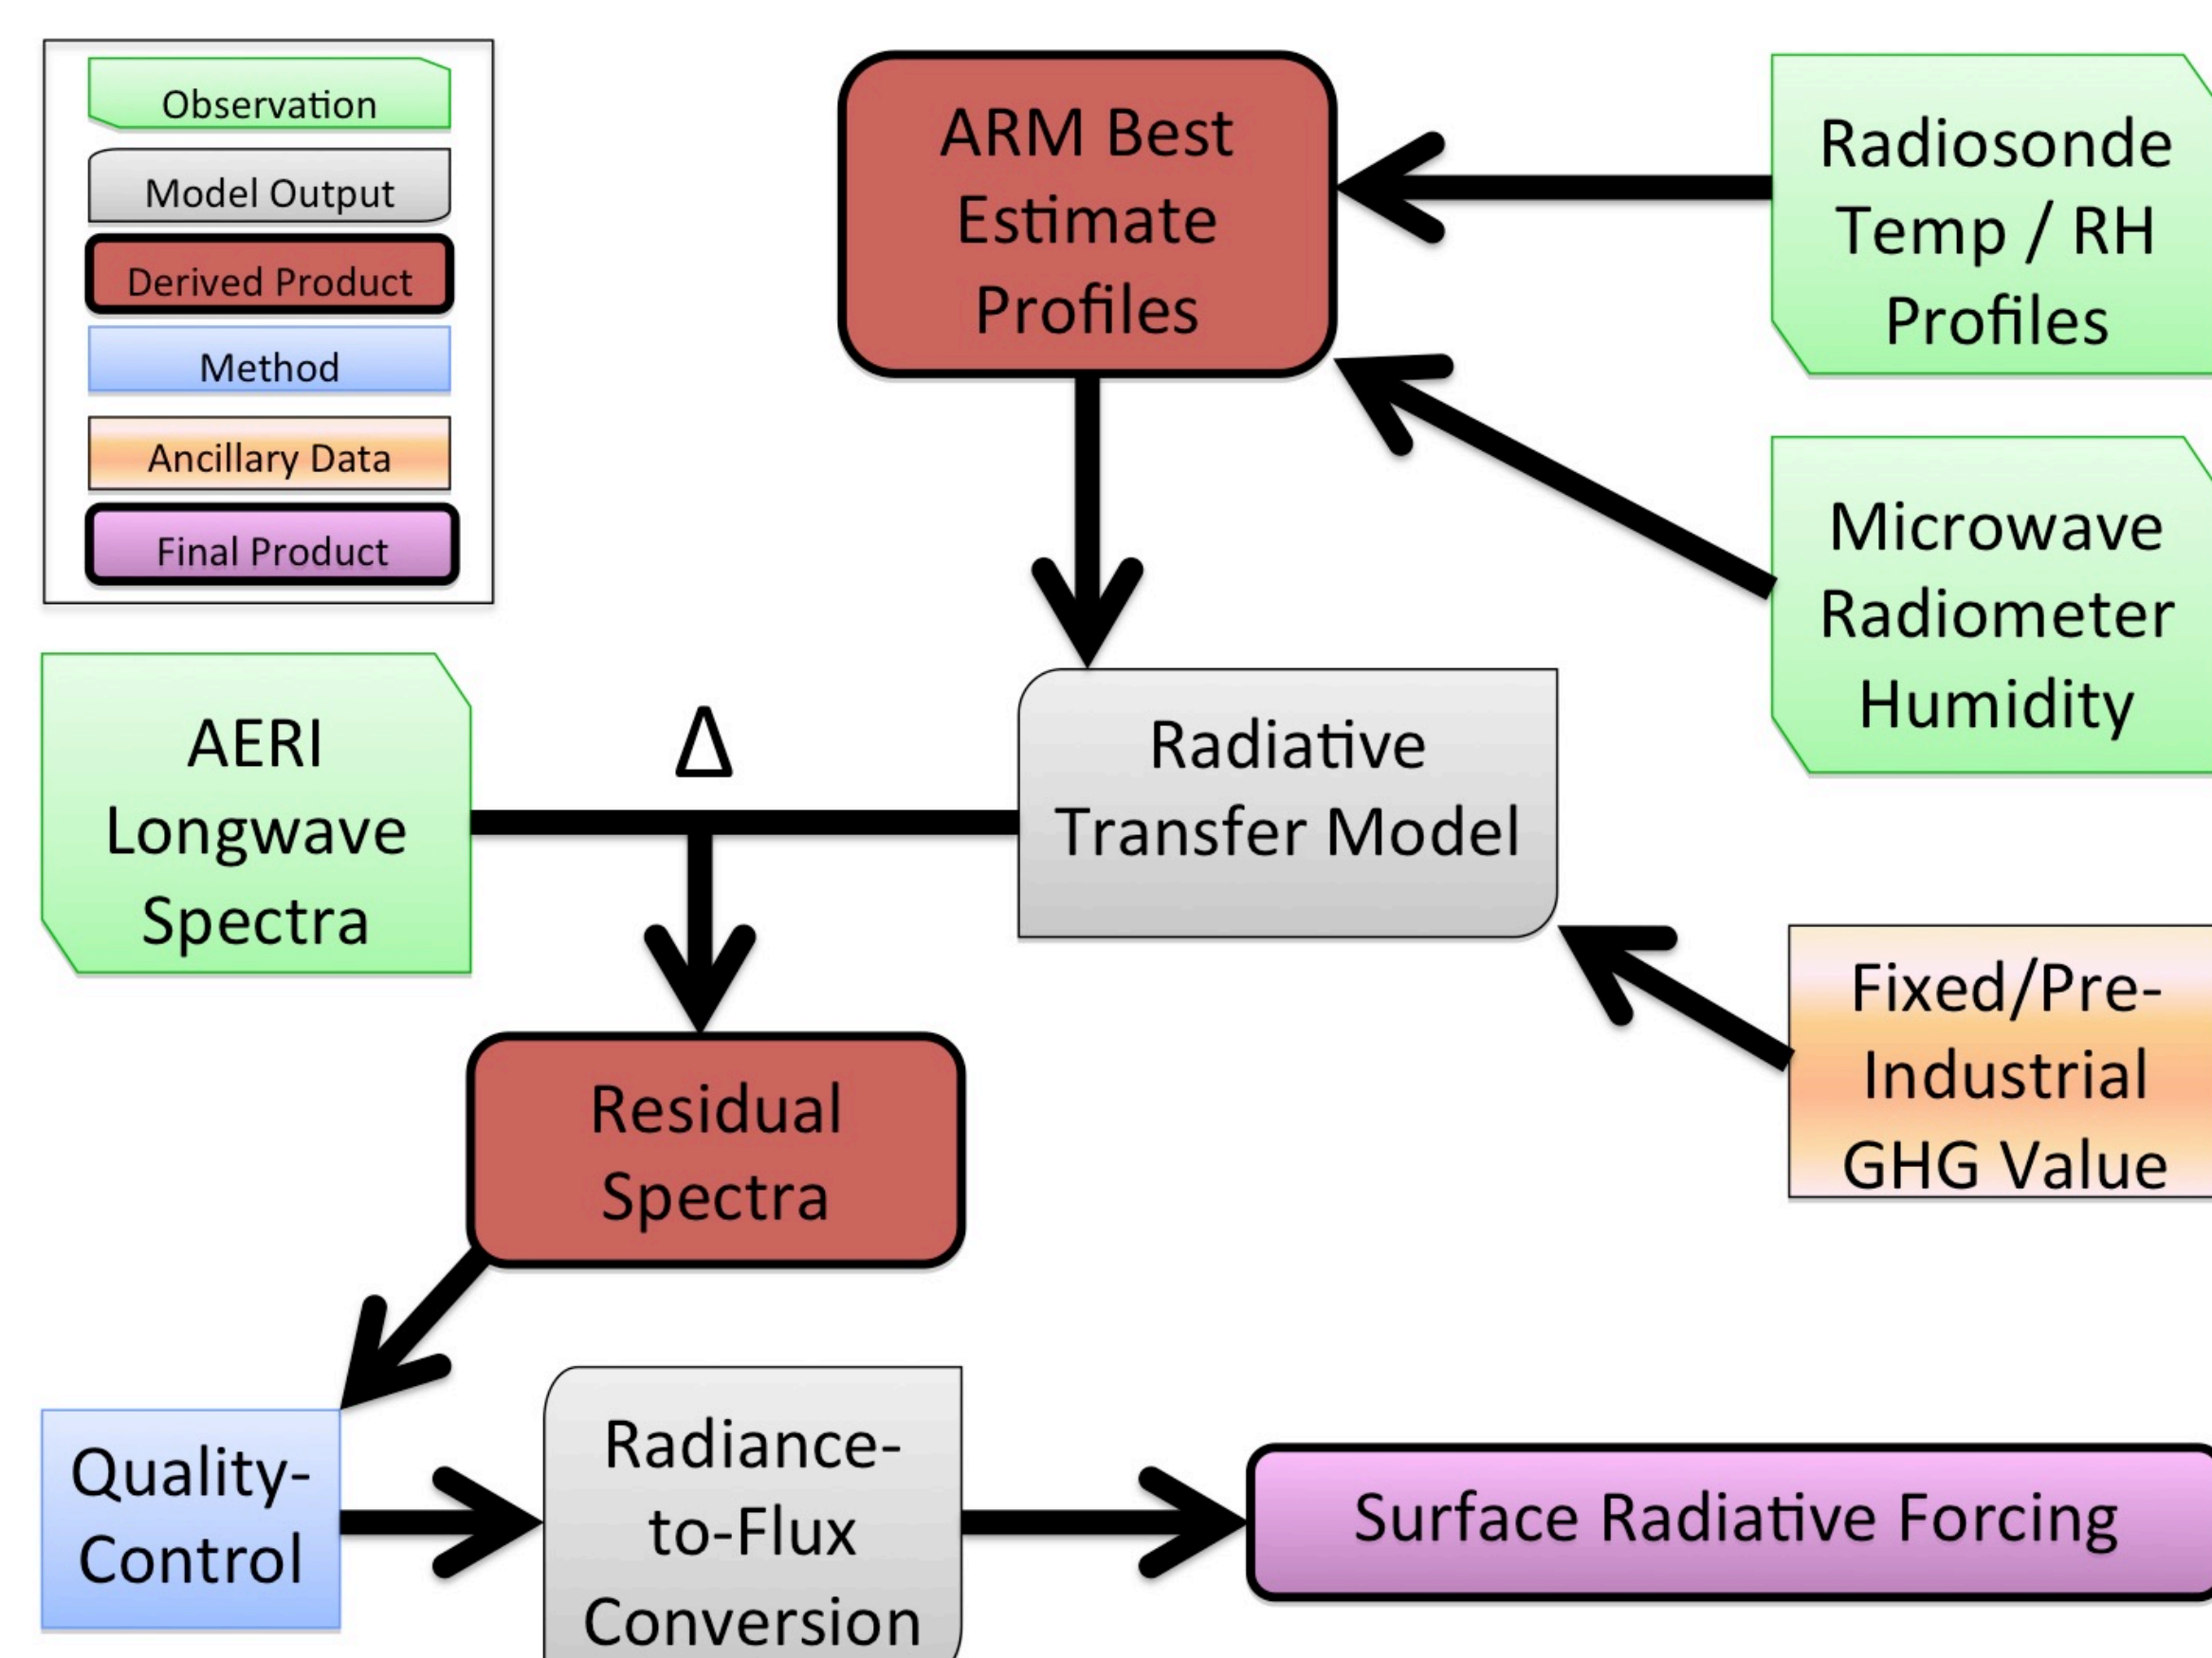 Observation
Model Output
Derived Product
Method
Ancillary Data
Final Product
ARM Best
Estimate
Profiles
Radiosonde
Temp / RH
Profiles
Microwave
Radiometer
Humidity
AERI
Longwave
Spectra
Δ
Radiative
Transfer Model
Fixed/Pre-
Industrial
GHG Value
Residual
Spectra
Quality-
Control
Radiance-
to-Flux
Conversion
Surface Radiative Forcing